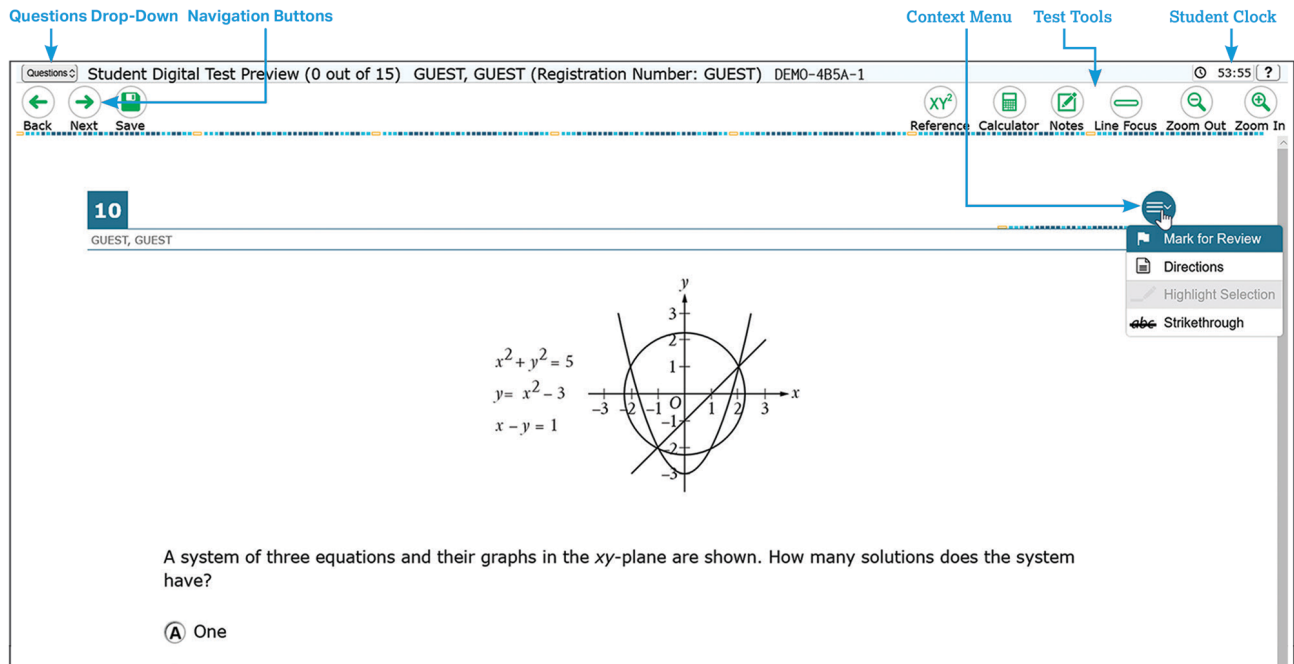 Questions Drop-Down Navigation Buttons Context Menu Test Tools Student Clock
Questions Student Digital Test Preview (0 out of 15) GUEST, GUEST (Registration Number: GUEST) DEMO-4B5A-1 53:55 ?
XY²
Back Next Save Reference Calculator Notes Line Focus Zoom Out Zoom In
10
GUEST, GUEST
Mark for Review
Directions
Highlight Selection
abc Strikethrough
x² + y² = 5
y = x² – 3
x – y = 1
y
3
2
1
–3 –2 –1 O 1 2 3 x
–1
–2
–3
A system of three equations and their graphs in the xy-plane are shown. How many solutions does the system
have?
A One